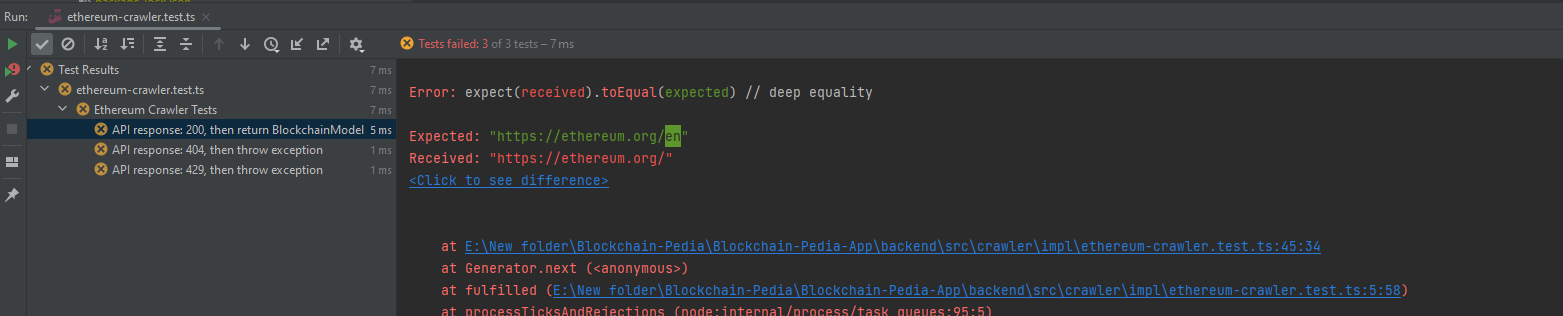 Run: ethereum-crawler.test.ts
Tests failed: 3 of 3 tests – 7 ms
Test Results 7 ms
ethereum-crawler.test.ts 7 ms
Ethereum Crawler Tests 7 ms
API response: 200, then return BlockchainModel 5 ms
API response: 404, then throw exception 1 ms
API response: 429, then throw exception 1 ms
Error: expect(received).toEqual(expected) // deep equality
Expected: "https://ethereum.org/en"
Received: "https://ethereum.org/"
<Click to see difference>
at E:\New folder\Blockchain-Pedia\Blockchain-Pedia-App\backend\src\crawler\impl\ethereum-crawler.test.ts:45:34
at Generator.next (<anonymous>)
at fulfilled (E:\New folder\Blockchain-Pedia\Blockchain-Pedia-App\backend\src\crawler\impl\ethereum-crawler.test.ts:5:58)
at processTicksAndRejections (node:internal/process/task_queues:95:5)